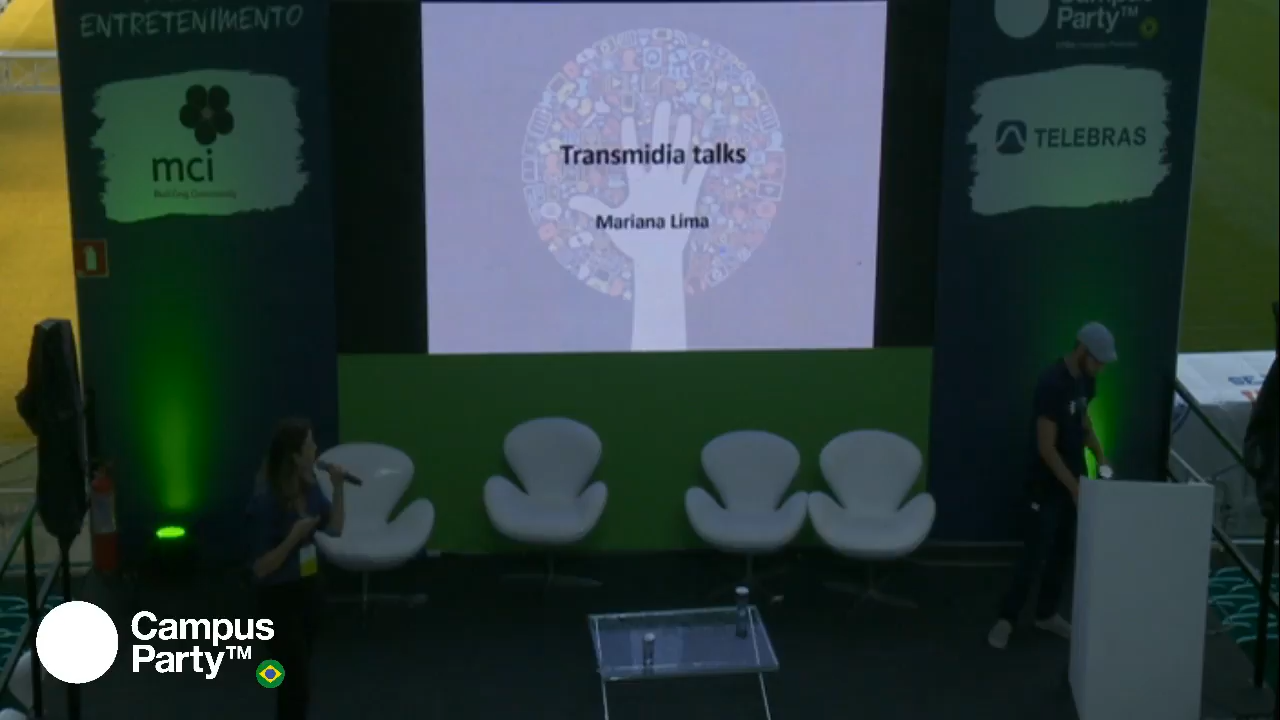 ENTRETENIMENTO
Campus
Party™
mci
TELEBRAS
Transmidia talks
Mariana Lima
Campus
Party™